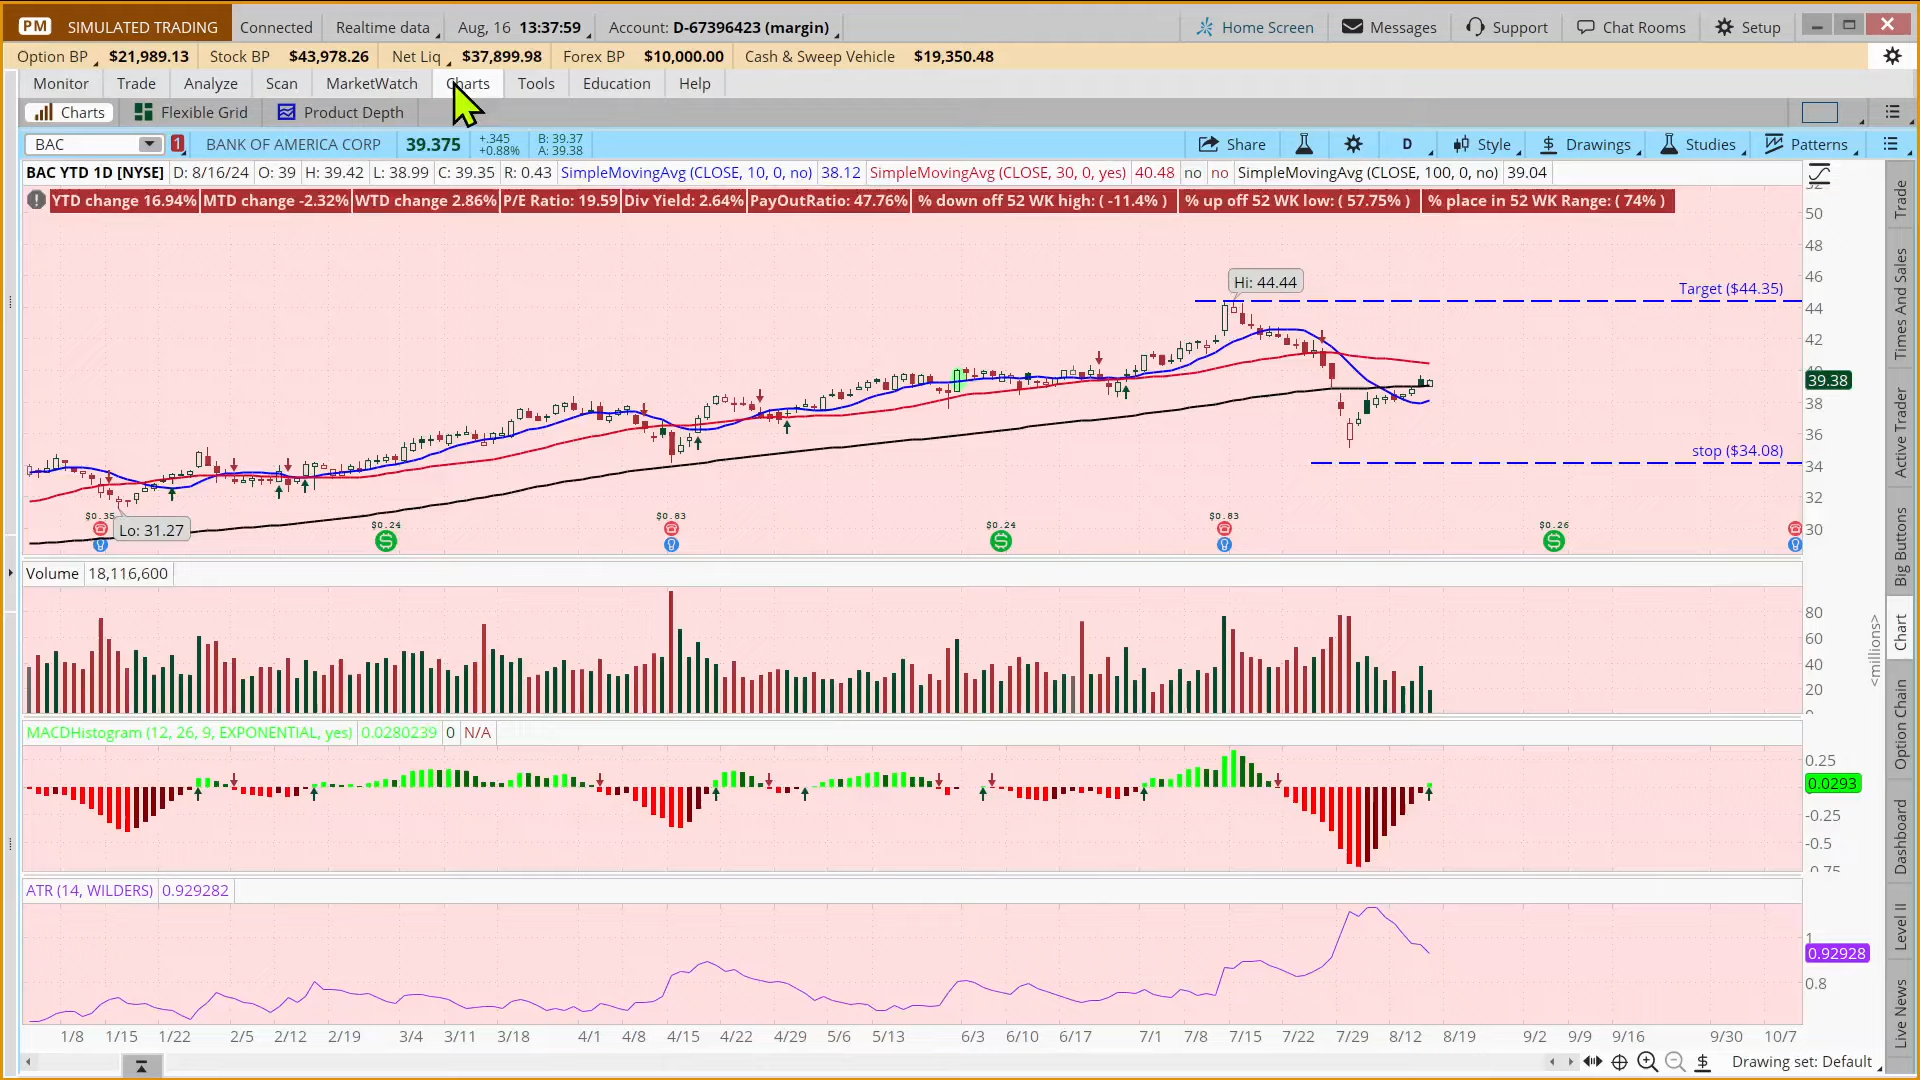 PM SIMULATED TRADING Connected Realtime data Aug, 16 13:37:59 Account: D-67396423 (margin) Home Screen Messages Support Chat Rooms Setup
Option BP $21,989.13 Stock BP $43,978.26 Net Liq $37,899.98 Forex BP $10,000.00 Cash & Sweep Vehicle $19,350.48
Monitor Trade Analyze Scan MarketWatch Charts Tools Education Help
Charts Flexible Grid Product Depth
BAC 1 BANK OF AMERICA CORP 39.375 +.345 B: 39.37 Share D Style $ Drawings Studies Patterns
+0.88% A: 39.38
BAC YTD 1D [NYSE] D: 8/16/24 O: 39 H: 39.42 L: 38.99 C: 39.35 R: 0.43 SimpleMovingAvg (CLOSE, 10, 0, no) 38.12 SimpleMovingAvg (CLOSE, 30, 0, yes) 40.48 no no SimpleMovingAvg (CLOSE, 100, 0, no) 39.04
YTD change 16.94% MTD change -2.32% WTD change 2.86% P/E Ratio: 19.59 Div Yield: 2.64% PayOutRatio: 47.76% % down off 52 WK high: ( -11.4% ) % up off 52 WK low: ( 57.75% ) % place in 52 WK Range: ( 74% )
50
48
46
Hi: 44.44
Target ($44.35)
44
42
39.38
38
36
stop ($34.08)
34
32
$0.35 $0.24 $0.83 $0.24 $0.83 $0.26
Lo: 31.27
30
Volume 18,116,600
80
60
40
20
<millions>
MACDHistogram (12, 26, 9, EXPONENTIAL, yes) 0.0280239 0 N/A
0.25
0.0293
-0.25
-0.5
-0.75
ATR (14, WILDERS) 0.929282
1
0.92928
0.8
1/8 1/15 1/22 2/5 2/12 2/19 3/4 3/11 3/18 4/1 4/8 4/15 4/22 4/29 5/6 5/13 6/3 6/10 6/17 7/1 7/8 7/15 7/22 7/29 8/12 8/19 9/2 9/9 9/16 9/30 10/7
$ Drawing set: Default
Trade
Times And Sales
Active Trader
Big Buttons
Chart
Option Chain
Dashboard
Level II
Live News